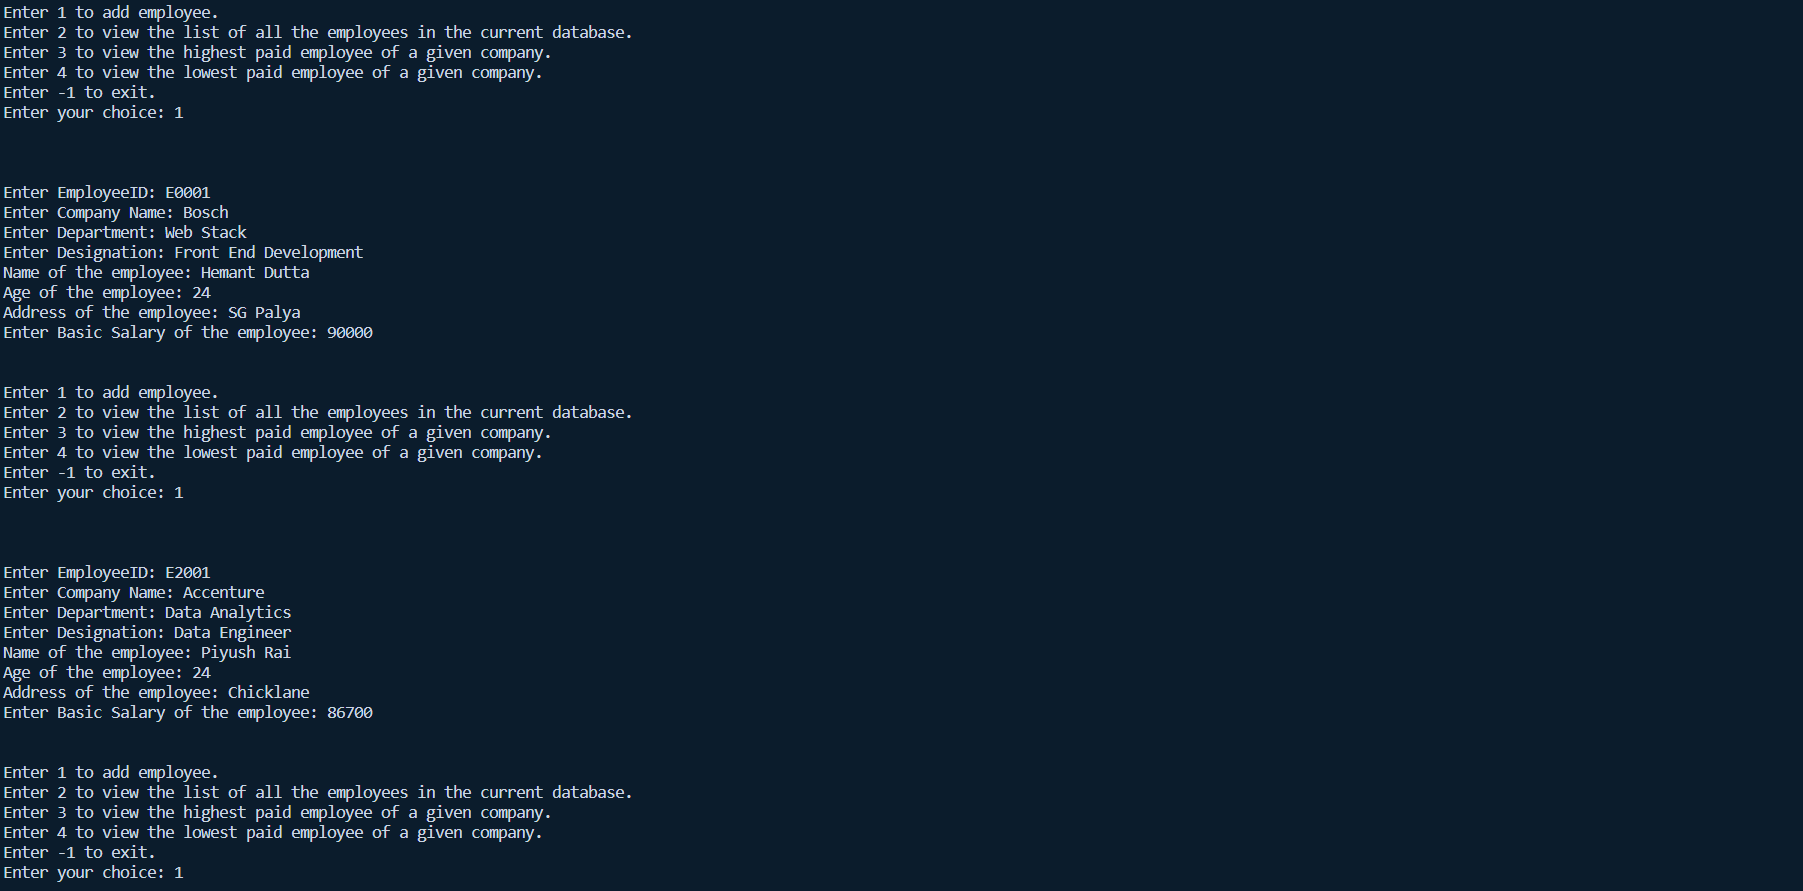 Enter 1 to add employee.
Enter 2 to view the list of all the employees in the current database.
Enter 3 to view the highest paid employee of a given company.
Enter 4 to view the lowest paid employee of a given company.
Enter -1 to exit.
Enter your choice: 1
Enter EmployeeID: E0001
Enter Company Name: Bosch
Enter Department: Web Stack
Enter Designation: Front End Development
Name of the employee: Hemant Dutta
Age of the employee: 24
Address of the employee: SG Palya
Enter Basic Salary of the employee: 90000
Enter 1 to add employee.
Enter 2 to view the list of all the employees in the current database.
Enter 3 to view the highest paid employee of a given company.
Enter 4 to view the lowest paid employee of a given company.
Enter -1 to exit.
Enter your choice: 1
Enter EmployeeID: E2001
Enter Company Name: Accenture
Enter Department: Data Analytics
Enter Designation: Data Engineer
Name of the employee: Piyush Rai
Age of the employee: 24
Address of the employee: Chicklane
Enter Basic Salary of the employee: 86700
Enter 1 to add employee.
Enter 2 to view the list of all the employees in the current database.
Enter 3 to view the highest paid employee of a given company.
Enter 4 to view the lowest paid employee of a given company.
Enter -1 to exit.
Enter your choice: 1